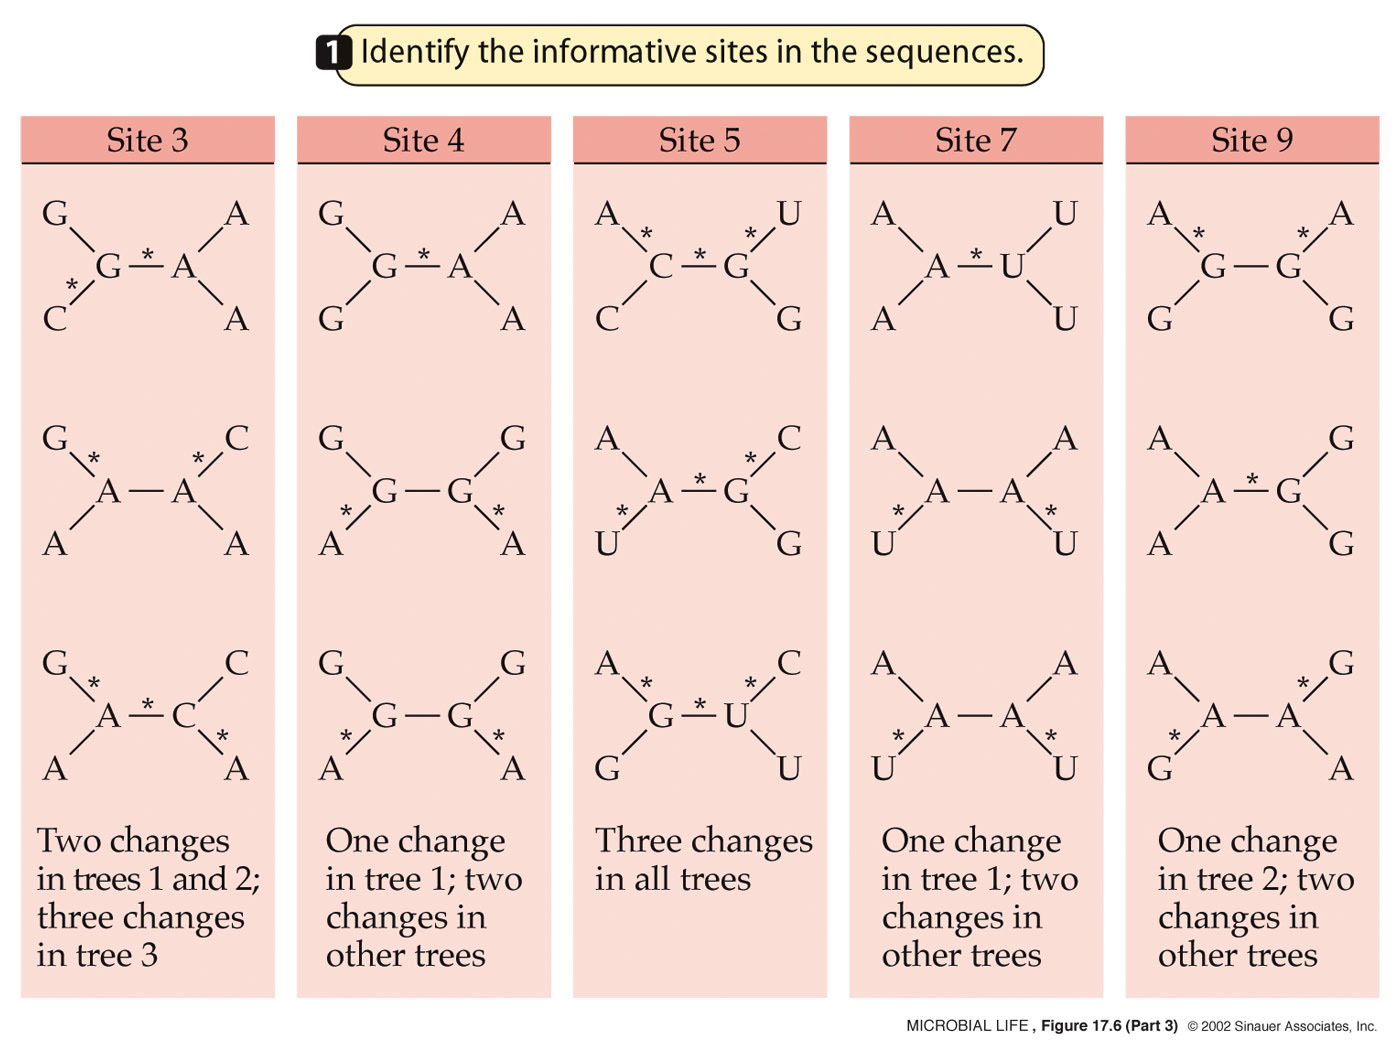 1 Identify the informative sites in the sequences.
Site 3 Site 4 Site 5 Site 7 Site 9
G A G A A U A U A A
G * A G * A * C * G * A * U * G G *
* C A G G C G A U G G
G C G G A C A A A G
* A A * G G A * G * A A A * G
A A * A A * * U G U * * U A G
G C G G A C A A A G
* A * C G G * G * U * A A A A *
A * A * A A * G U U * * U * G A
Two changes
in trees 1 and 2;
three changes
in tree 3
One change
in tree 1; two
changes in
other trees
Three changes
in all trees
One change
in tree 1; two
changes in
other trees
One change
in tree 2; two
changes in
other trees
MICROBIAL LIFE , Figure 17.6 (Part 3) © 2002 Sinauer Associates, Inc.